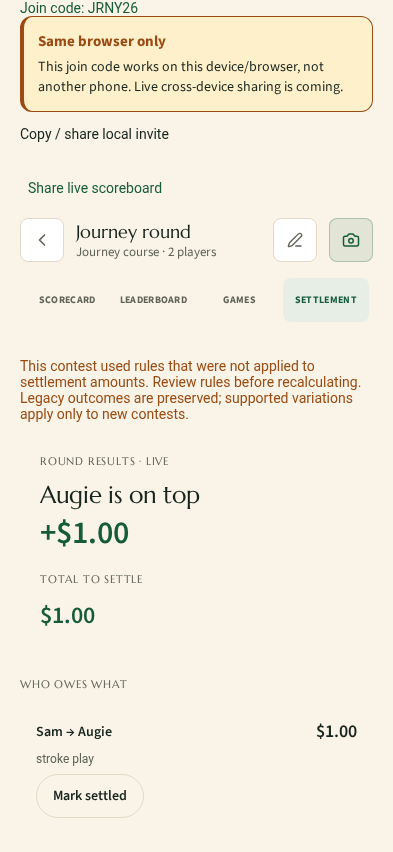 Join code: JRNY26
Same browser only
This join code works on this device/browser, not
another phone. Live cross-device sharing is coming.
Copy / share local invite
Share live scoreboard
Journey round
Journey course · 2 players
SCORECARD LEADERBOARD GAMES SETTLEMENT
This contest used rules that were not applied to
settlement amounts. Review rules before recalculating.
Legacy outcomes are preserved; supported variations
apply only to new contests.
ROUND RESULTS · LIVE
Augie is on top
+$1.00
TOTAL TO SETTLE
$1.00
WHO OWES WHAT
Sam → Augie $1.00
stroke play
Mark settled